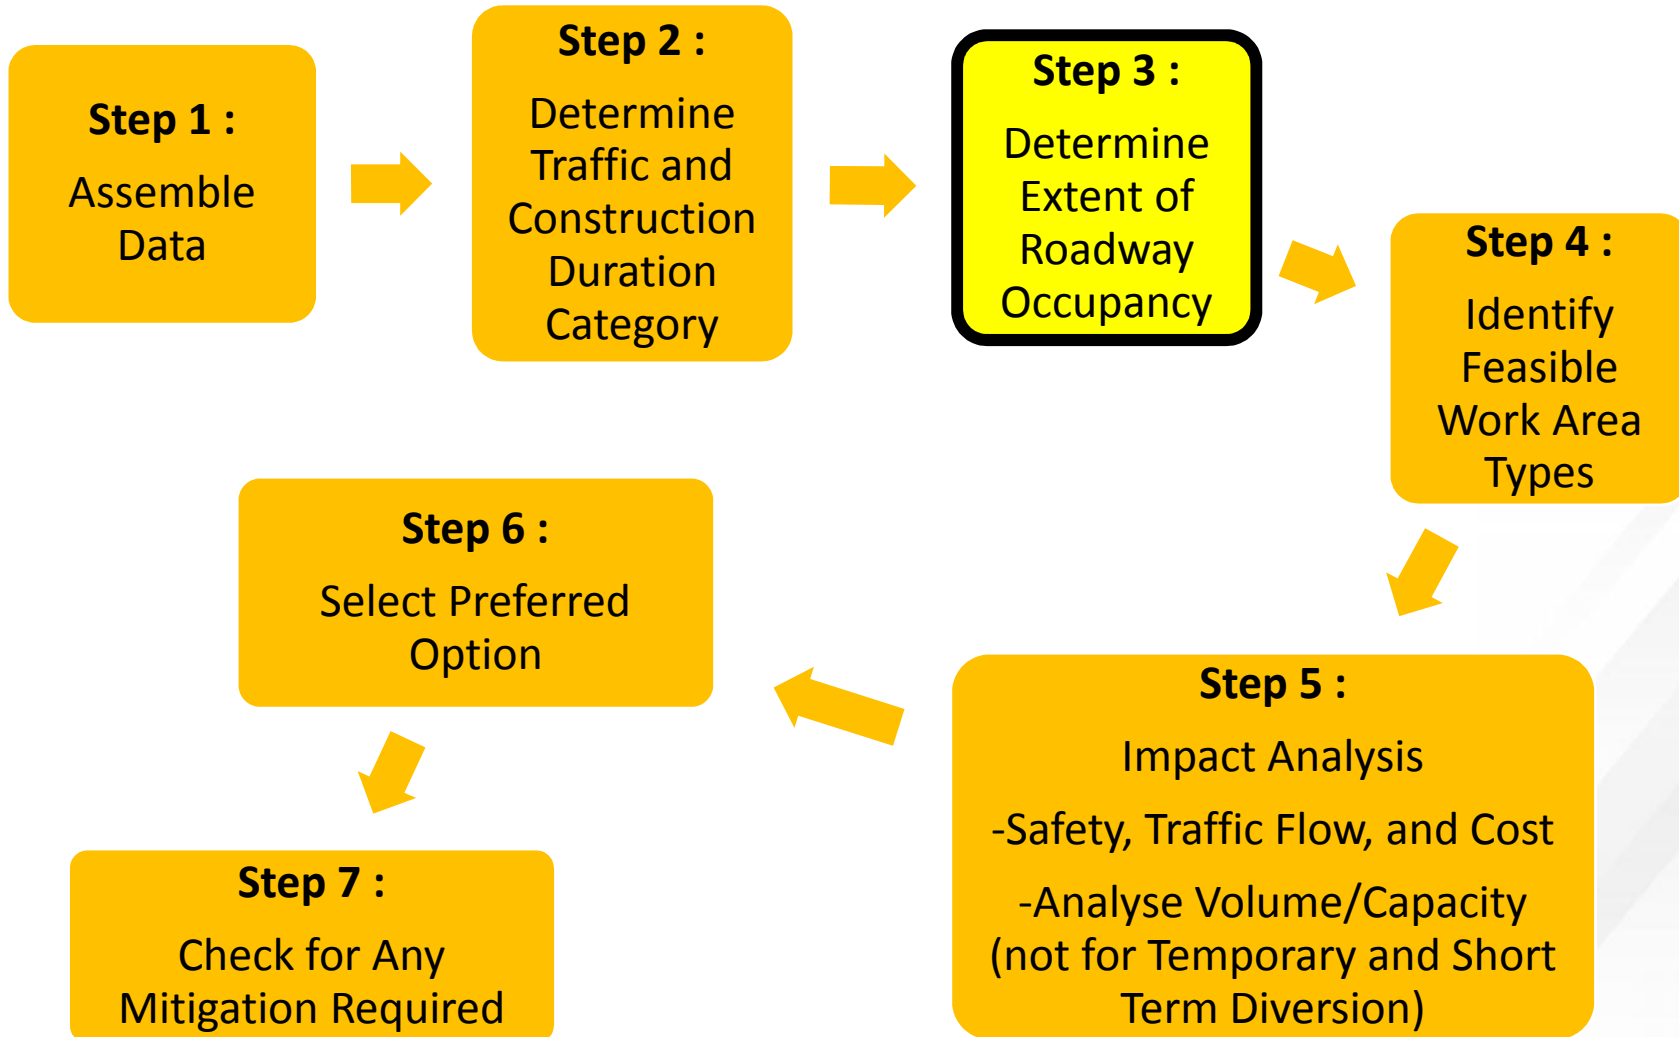 Step 1 :
Assemble
Data
Step 2 :
Determine
Traffic and
Construction
Duration
Category
Step 3 :
Determine
Extent of
Roadway
Occupancy
Step 4 :
Identify
Feasible
Work Area
Types
Step 5 :
Impact Analysis
-Safety, Traffic Flow, and Cost
-Analyse Volume/Capacity
(not for Temporary and Short
Term Diversion)
Step 6 :
Select Preferred
Option
Step 7 :
Check for Any
Mitigation Required